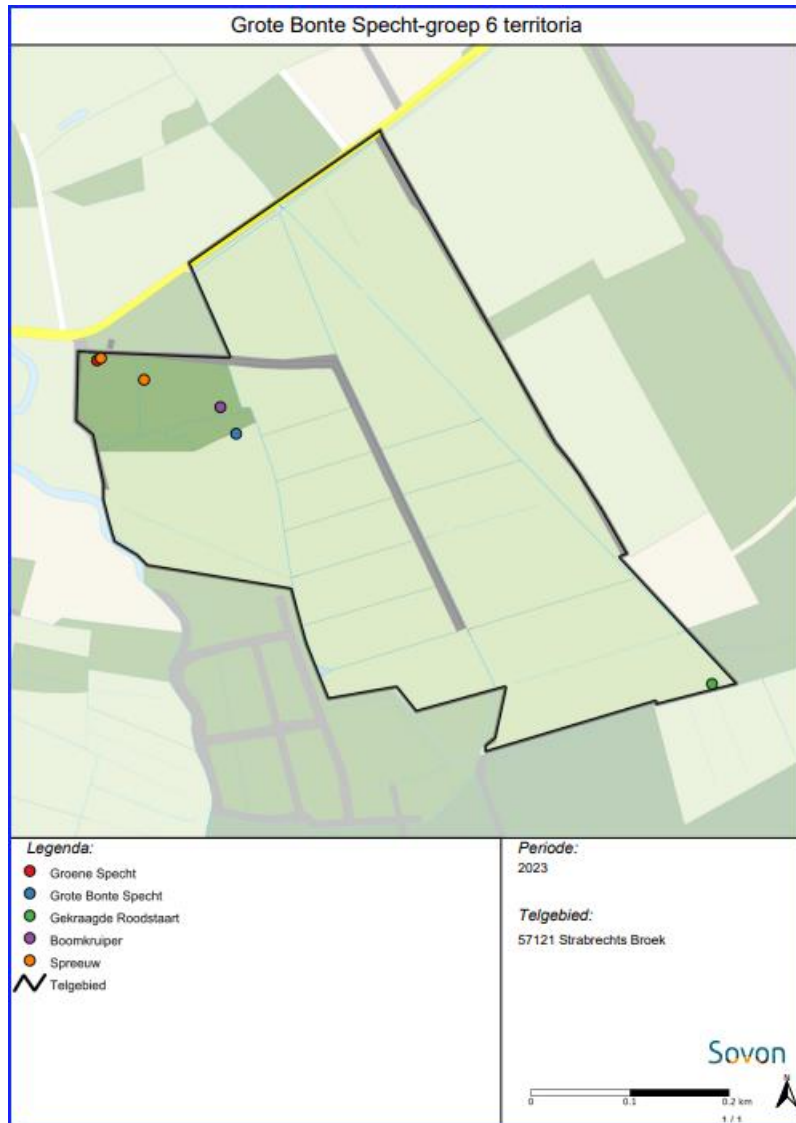 Grote Bonte Specht-groep 6 territoria
Legenda:
Groene Specht
Grote Bonte Specht
Gekraagde Roodstaart
Boomkruiper
Spreeuw
Telgebied
Periode:
2023
Telgebied:
57121 Strabrechts Broek
Sovon
N
0 0.1 0.2 km
1 / 1